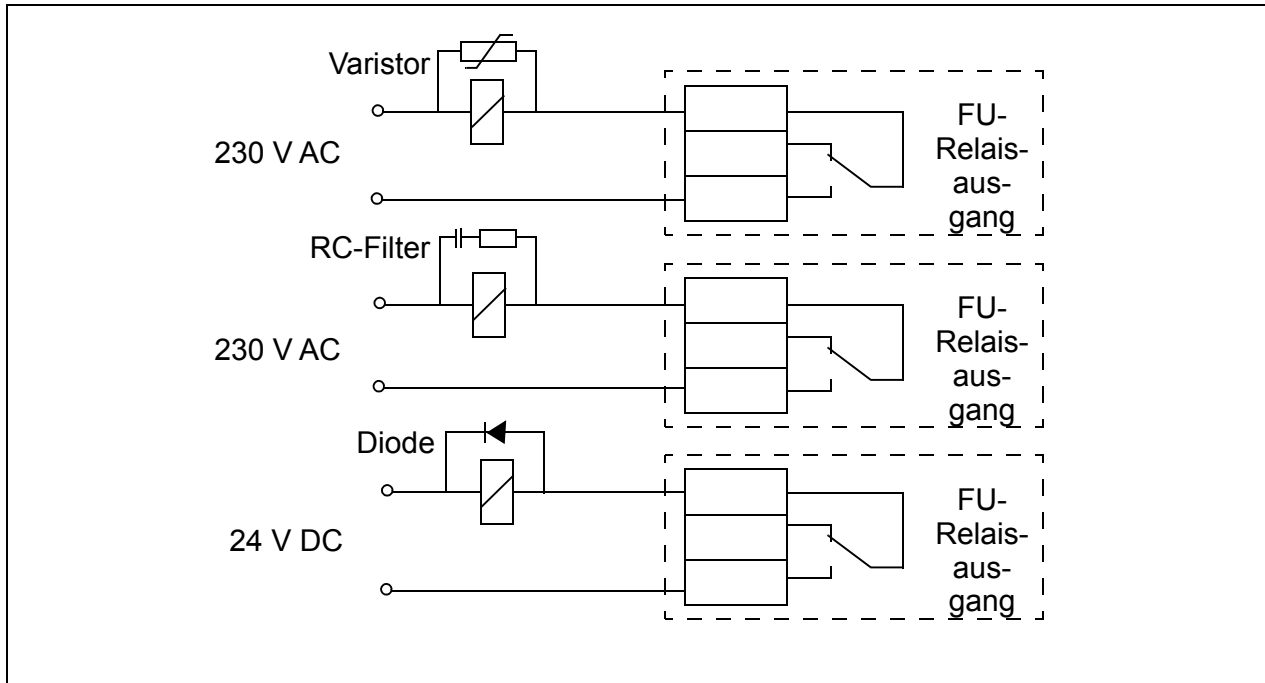 Varistor
230 V AC
FU-
Relais-
aus-
gang
RC-Filter
230 V AC
FU-
Relais-
aus-
gang
Diode
24 V DC
FU-
Relais-
aus-
gang